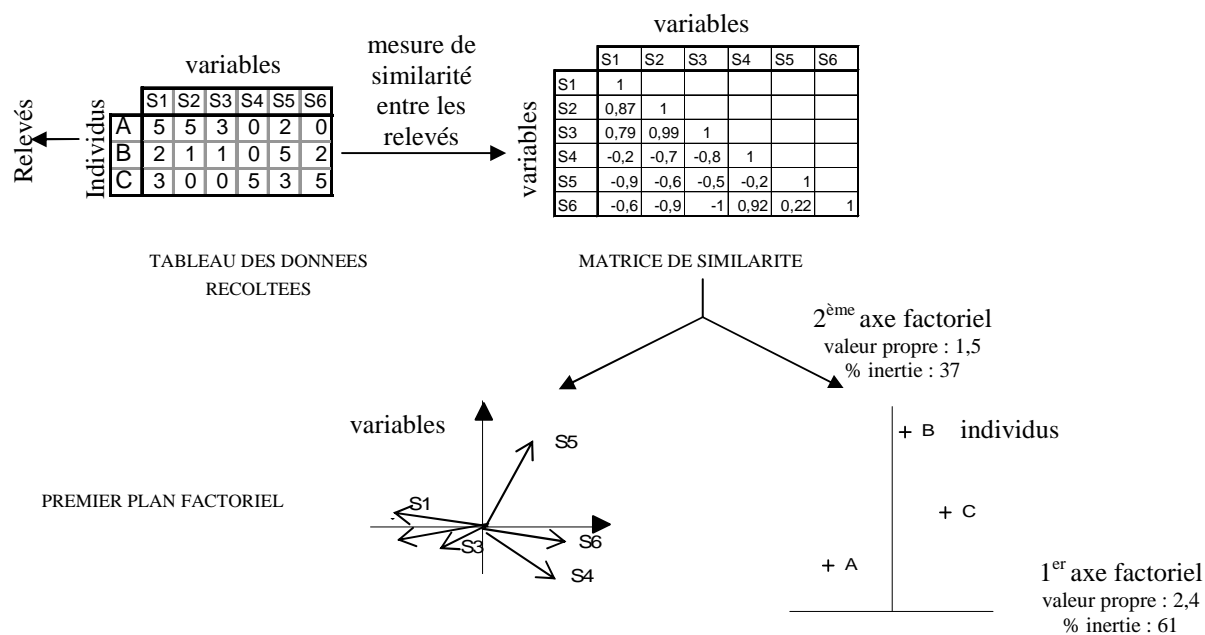 variables
Relevés
Individus
S1 S2 S3 S4 S5 S6
A 5 5 3 0 2 0
B 2 1 1 0 5 2
C 3 0 0 5 3 5
mesure de
similarité
entre les
relevés
variables
variables
S1 S2 S3 S4 S5 S6
S1 1
S2 0,87 1
S3 0,79 0,99 1
S4 -0,2 -0,7 -0,8 1
S5 -0,9 -0,6 -0,5 -0,2 1
S6 -0,6 -0,9 -1 0,92 0,22 1
TABLEAU DES DONNEES
RECOLTEES
MATRICE DE SIMILARITE
2ème axe factoriel
valeur propre : 1,5
% inertie : 37
PREMIER PLAN FACTORIEL
variables
S5
S1
S3
S6
S4
+ B
individus
+ C
+ A
1er axe factoriel
valeur propre : 2,4
% inertie : 61